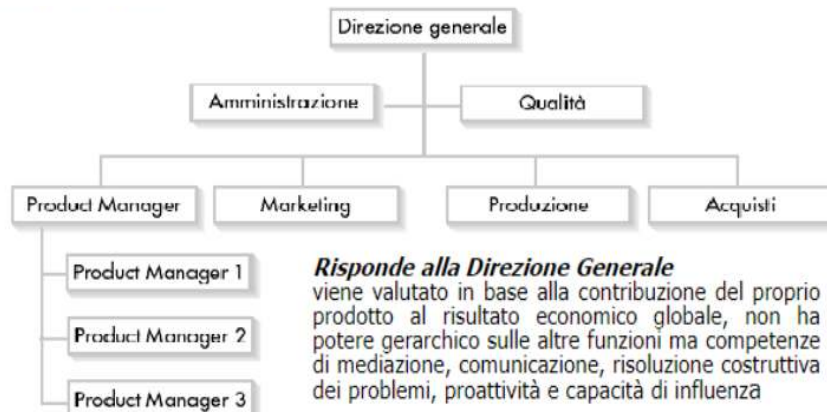 Direzione generale
Amministrazione
Qualità
Product Manager
Marketing
Produzione
Acquisti
Product Manager 1
Product Manager 2
Product Manager 3
Risponde alla Direzione Generale
viene valutato in base alla contribuzione del proprio
prodotto al risultato economico globale, non ha
potere gerarchico sulle altre funzioni ma competenze
di mediazione, comunicazione, risoluzione costruttiva
dei problemi, proattività e capacità di influenza